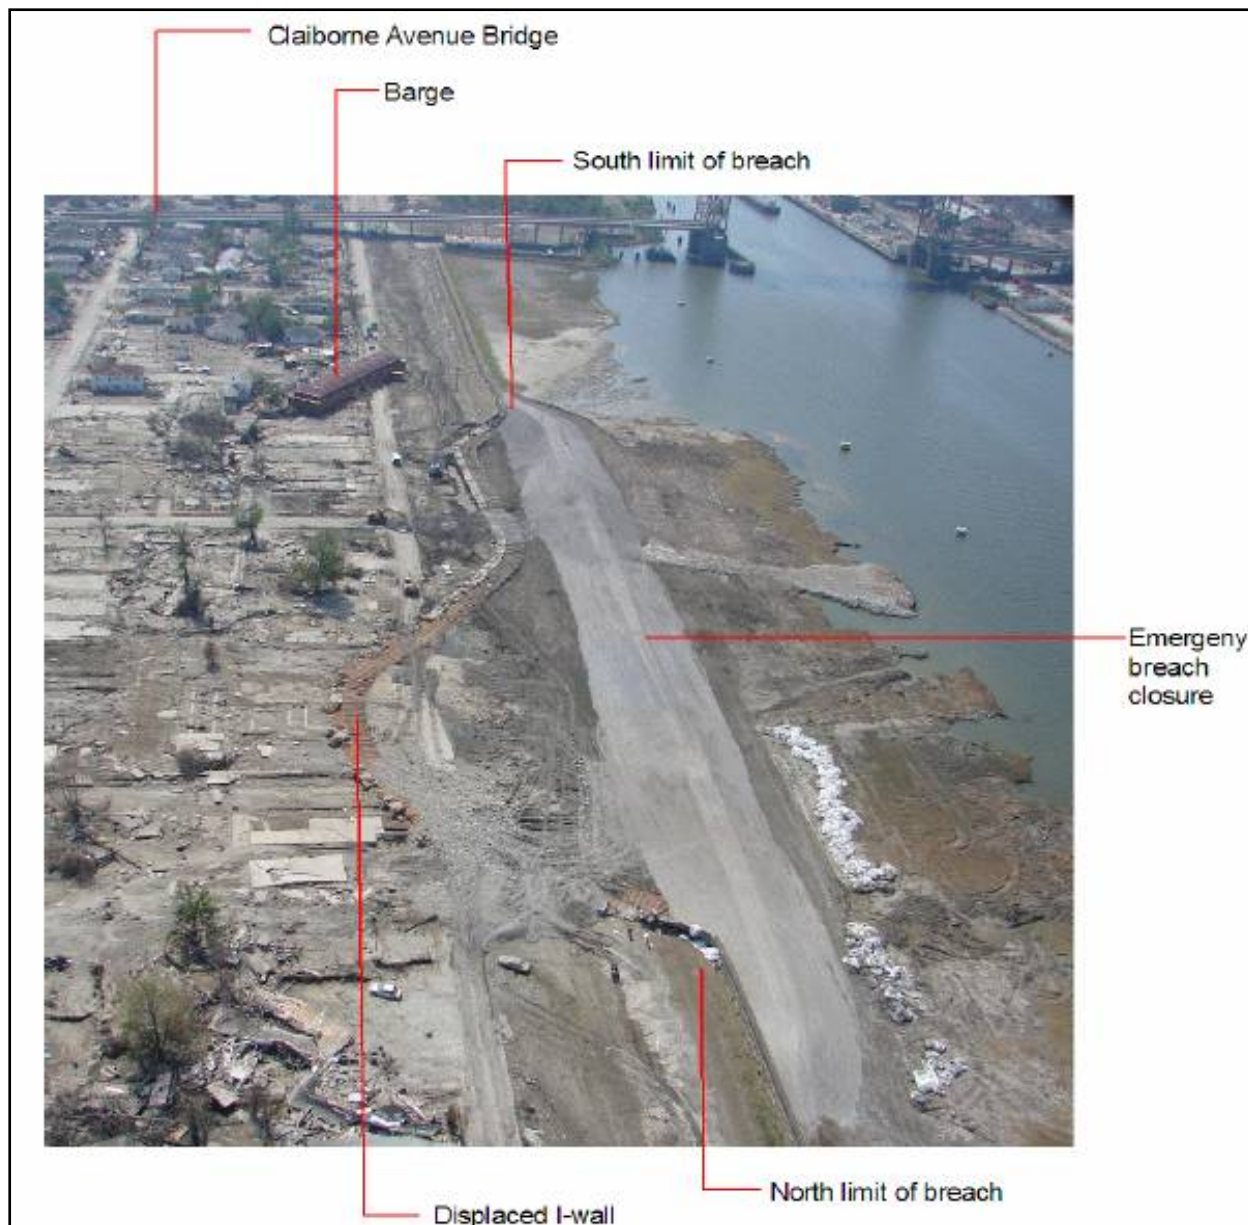 Claiborne Avenue Bridge
Barge
South limit of breach
Emergeny
breach
closure
North limit of breach
Displaced I-wall